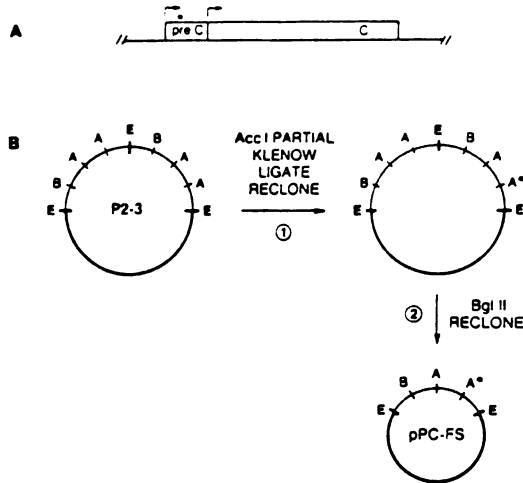 A
pre C
C
B
E
A
B
A
A
B
A
E
E
P2-3
Acc I PARTIAL
KLENOW
LIGATE
RECLONE
①
E
A
B
A
A
B
A*
E
E
②
Bgl II
RECLONE
A
B
A*
E
E
pPC-FS